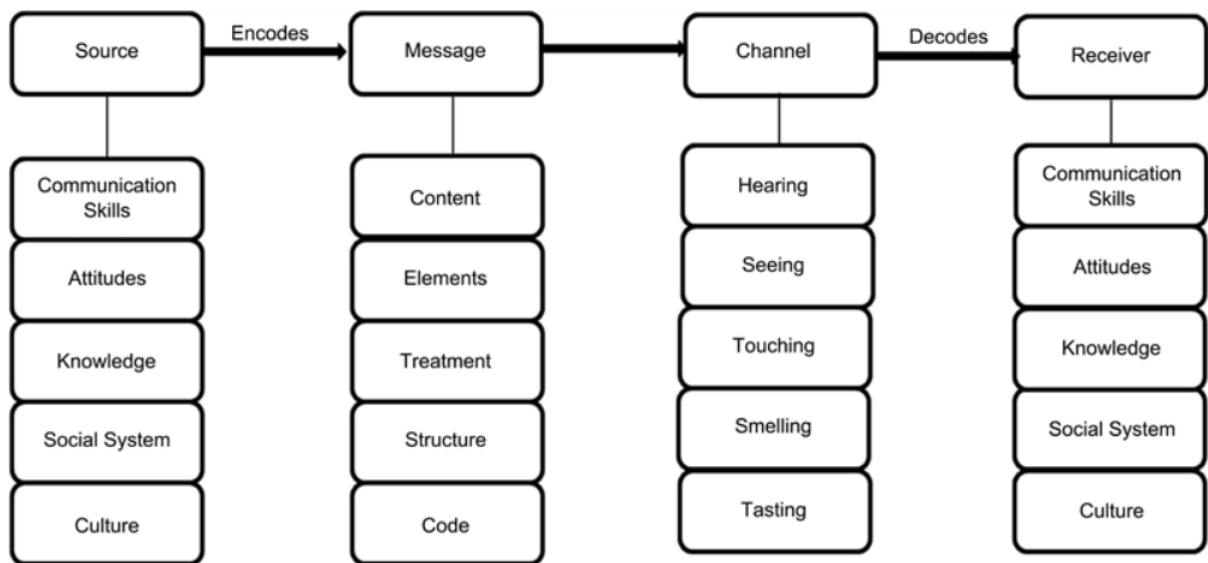 Source
Encodes
Message
Channel
Decodes
Receiver
Communication
Skills
Attitudes
Knowledge
Social System
Culture
Content
Elements
Treatment
Structure
Code
Hearing
Seeing
Touching
Smelling
Tasting
Communication
Skills
Attitudes
Knowledge
Social System
Culture